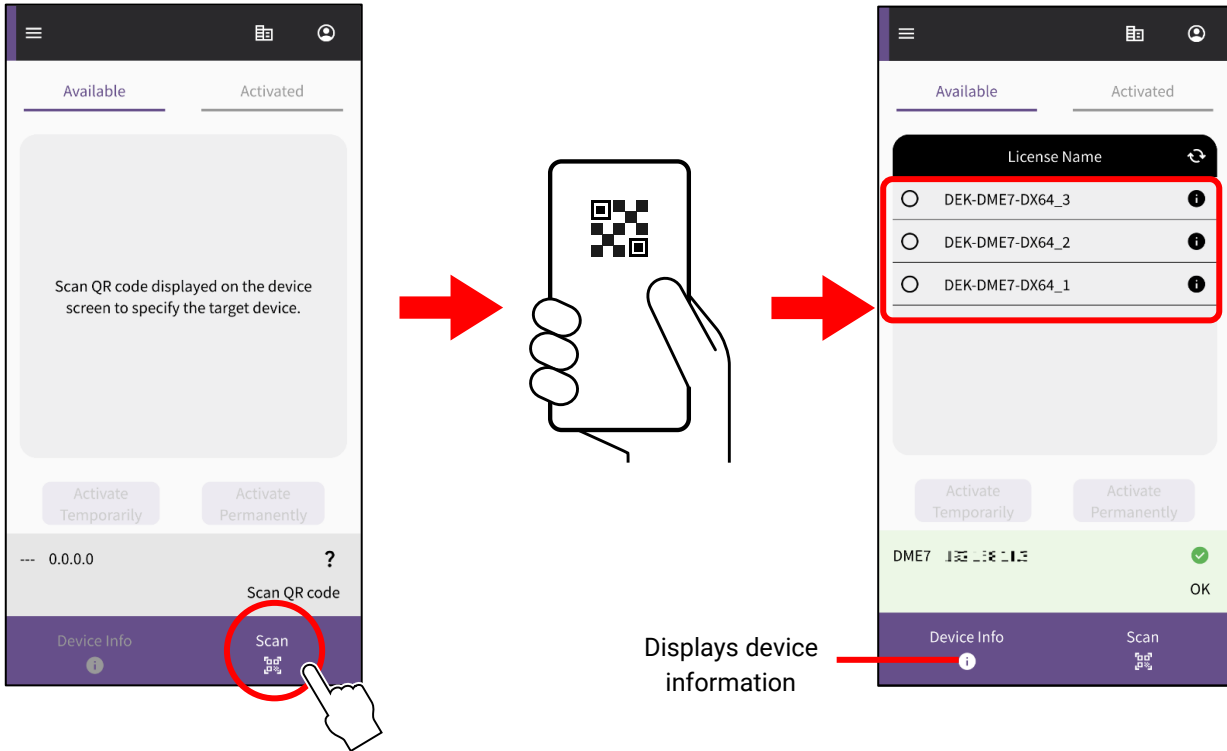 Available
Activated
Scan QR code displayed on the device
screen to specify the target device.
Activate
Temporarily
Activate
Permanently
--- 0.0.0.0
?
Scan QR code
Device Info
Scan
Available
Activated
License Name
DEK-DME7-DX64_3
DEK-DME7-DX64_2
DEK-DME7-DX64_1
Activate
Temporarily
Activate
Permanently
DME7
OK
Device Info
Scan
Displays device
information